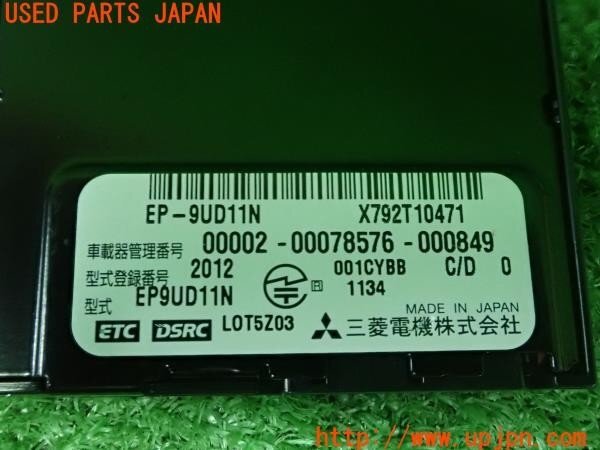 USED PARTS JAPAN
EP-9UD11N X792T10471
車載器管理番号 00002-00078576-000849
型式登録番号 2012 001CYBB C/D 0
型式 EP9UD11N R 1134
MADE IN JAPAN
ETC DSRC LOT5Z03 三菱電機株式会社
http://www.upjpn.com